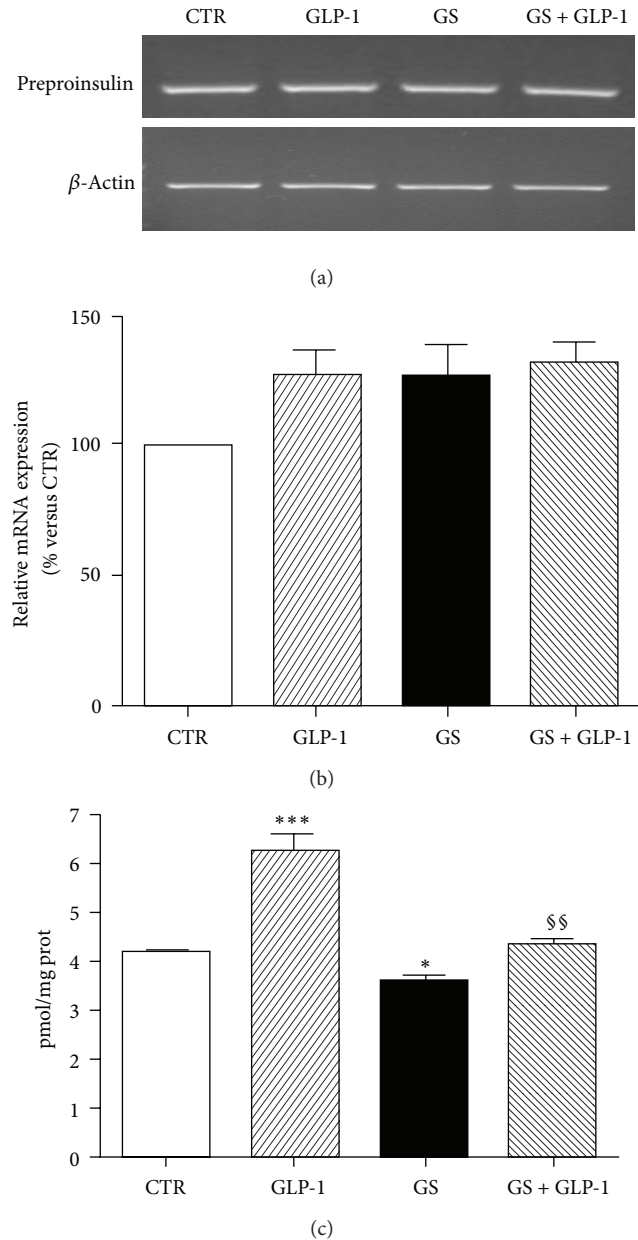 CTR GLP-1 GS GS + GLP-1
Preproinsulin
β-Actin
(a)
150
100
50
0
Relative mRNA expression
(% versus CTR)
CTR GLP-1 GS GS + GLP-1
(b)
7
6
5
4
3
2
1
0
pmol/mg prot
***
*
§§
CTR GLP-1 GS GS + GLP-1
(c)